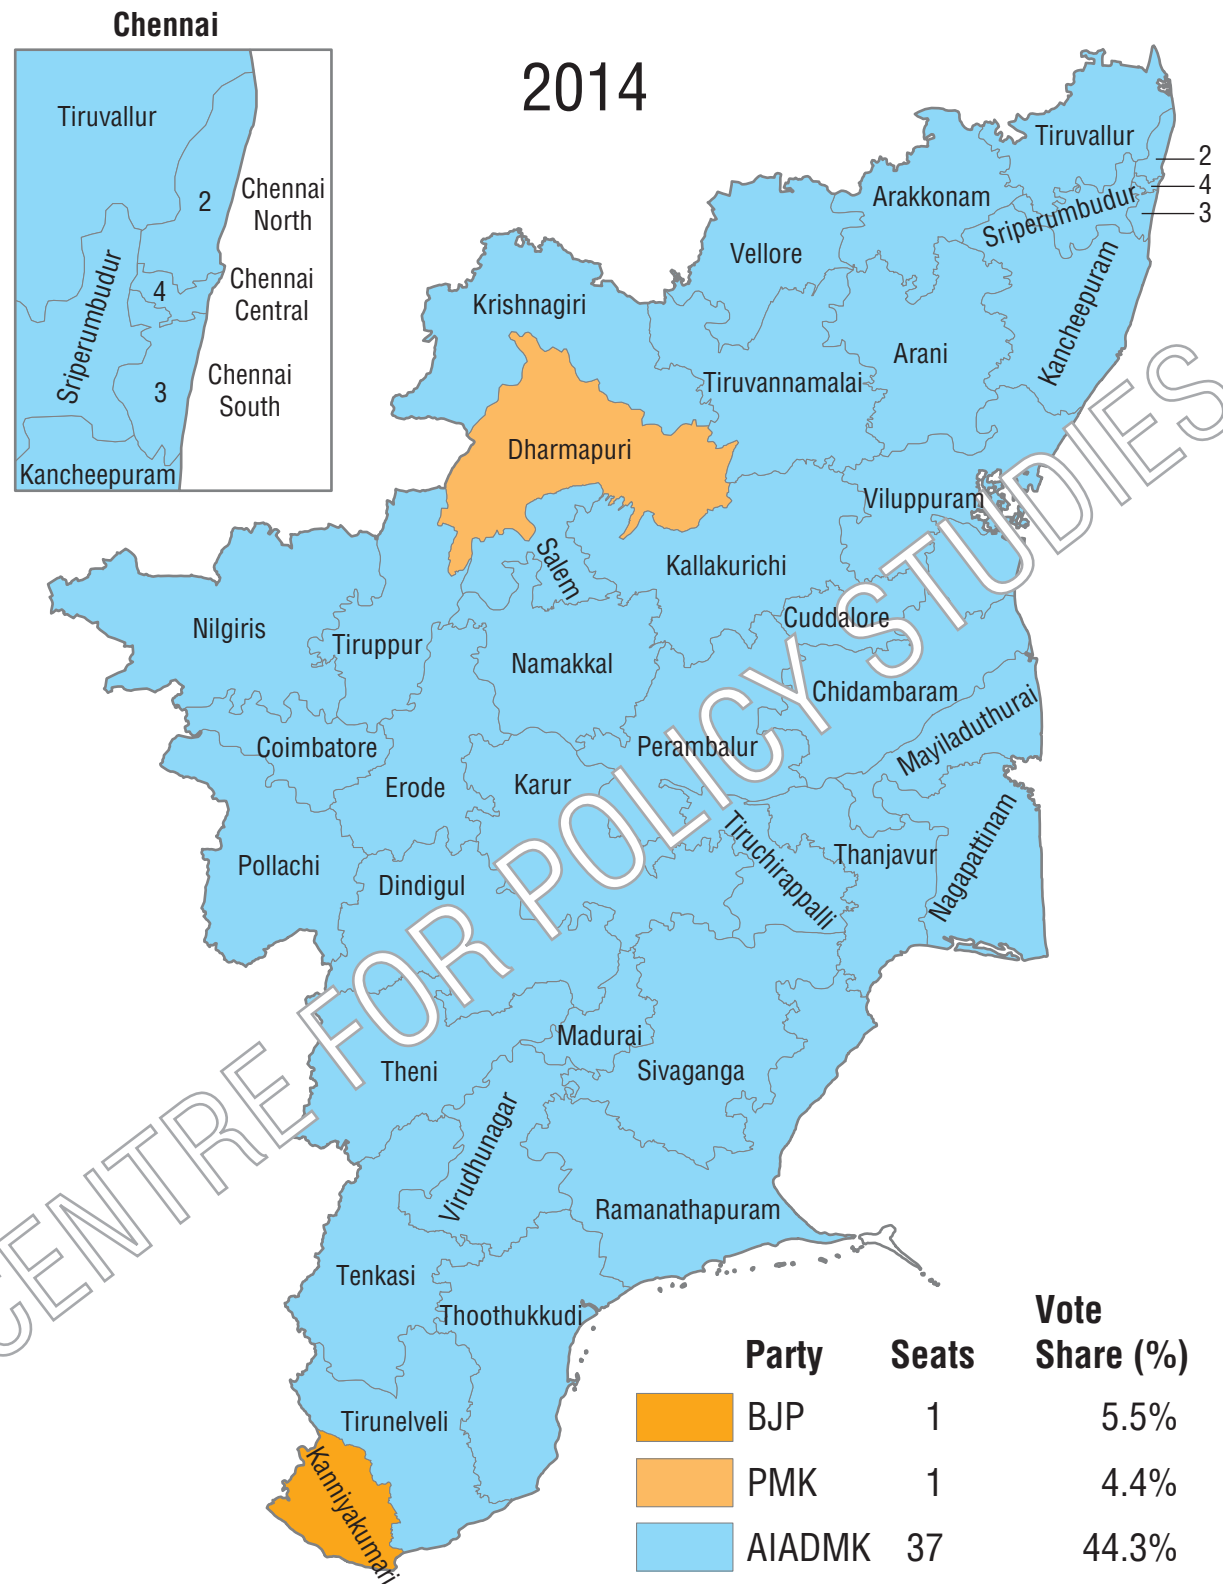 Chennai
2014
Tiruvallur
2
Chennai
North
Sriperumbudur
4
Chennai
Central
3
Chennai
South
Kancheepuram
Tiruvallur
2
4
3
Arakkonam
Sriperumbudur
Vellore
Kancheepuram
Krishnagiri
Arani
Tiruvannamalai
Dharmapuri
Viluppuram
Salem
Kallakurichi
Nilgiris
Tiruppur
Cuddalore
Namakkal
Chidambaram
Mayiladuthurai
Coimbatore
Perambalur
Erode
Karur
Pollachi
Dindigul
Tiruchirappalli
Thanjavur
Nagapattinam
Madurai
Theni
Sivaganga
Virudhunagar
Ramanathapuram
Tenkasi
Thoothukkudi
Tirunelveli
Kanniyakumari
CENTRE FOR POLICY STUDIES
Party Seats Vote Share (%)
BJP 1 5.5%
PMK 1 4.4%
AIADMK 37 44.3%